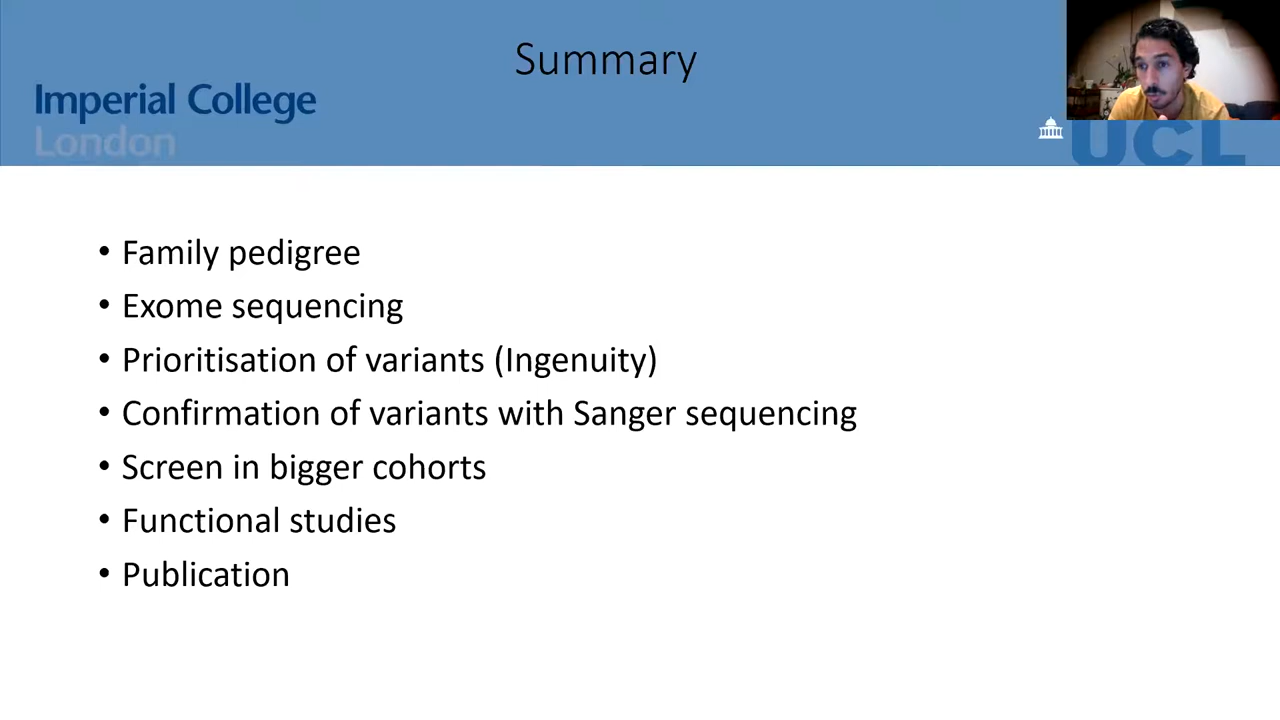 Summary
Imperial College
London
UCL
• Family pedigree
• Exome sequencing
• Prioritisation of variants (Ingenuity)
• Confirmation of variants with Sanger sequencing
• Screen in bigger cohorts
• Functional studies
• Publication